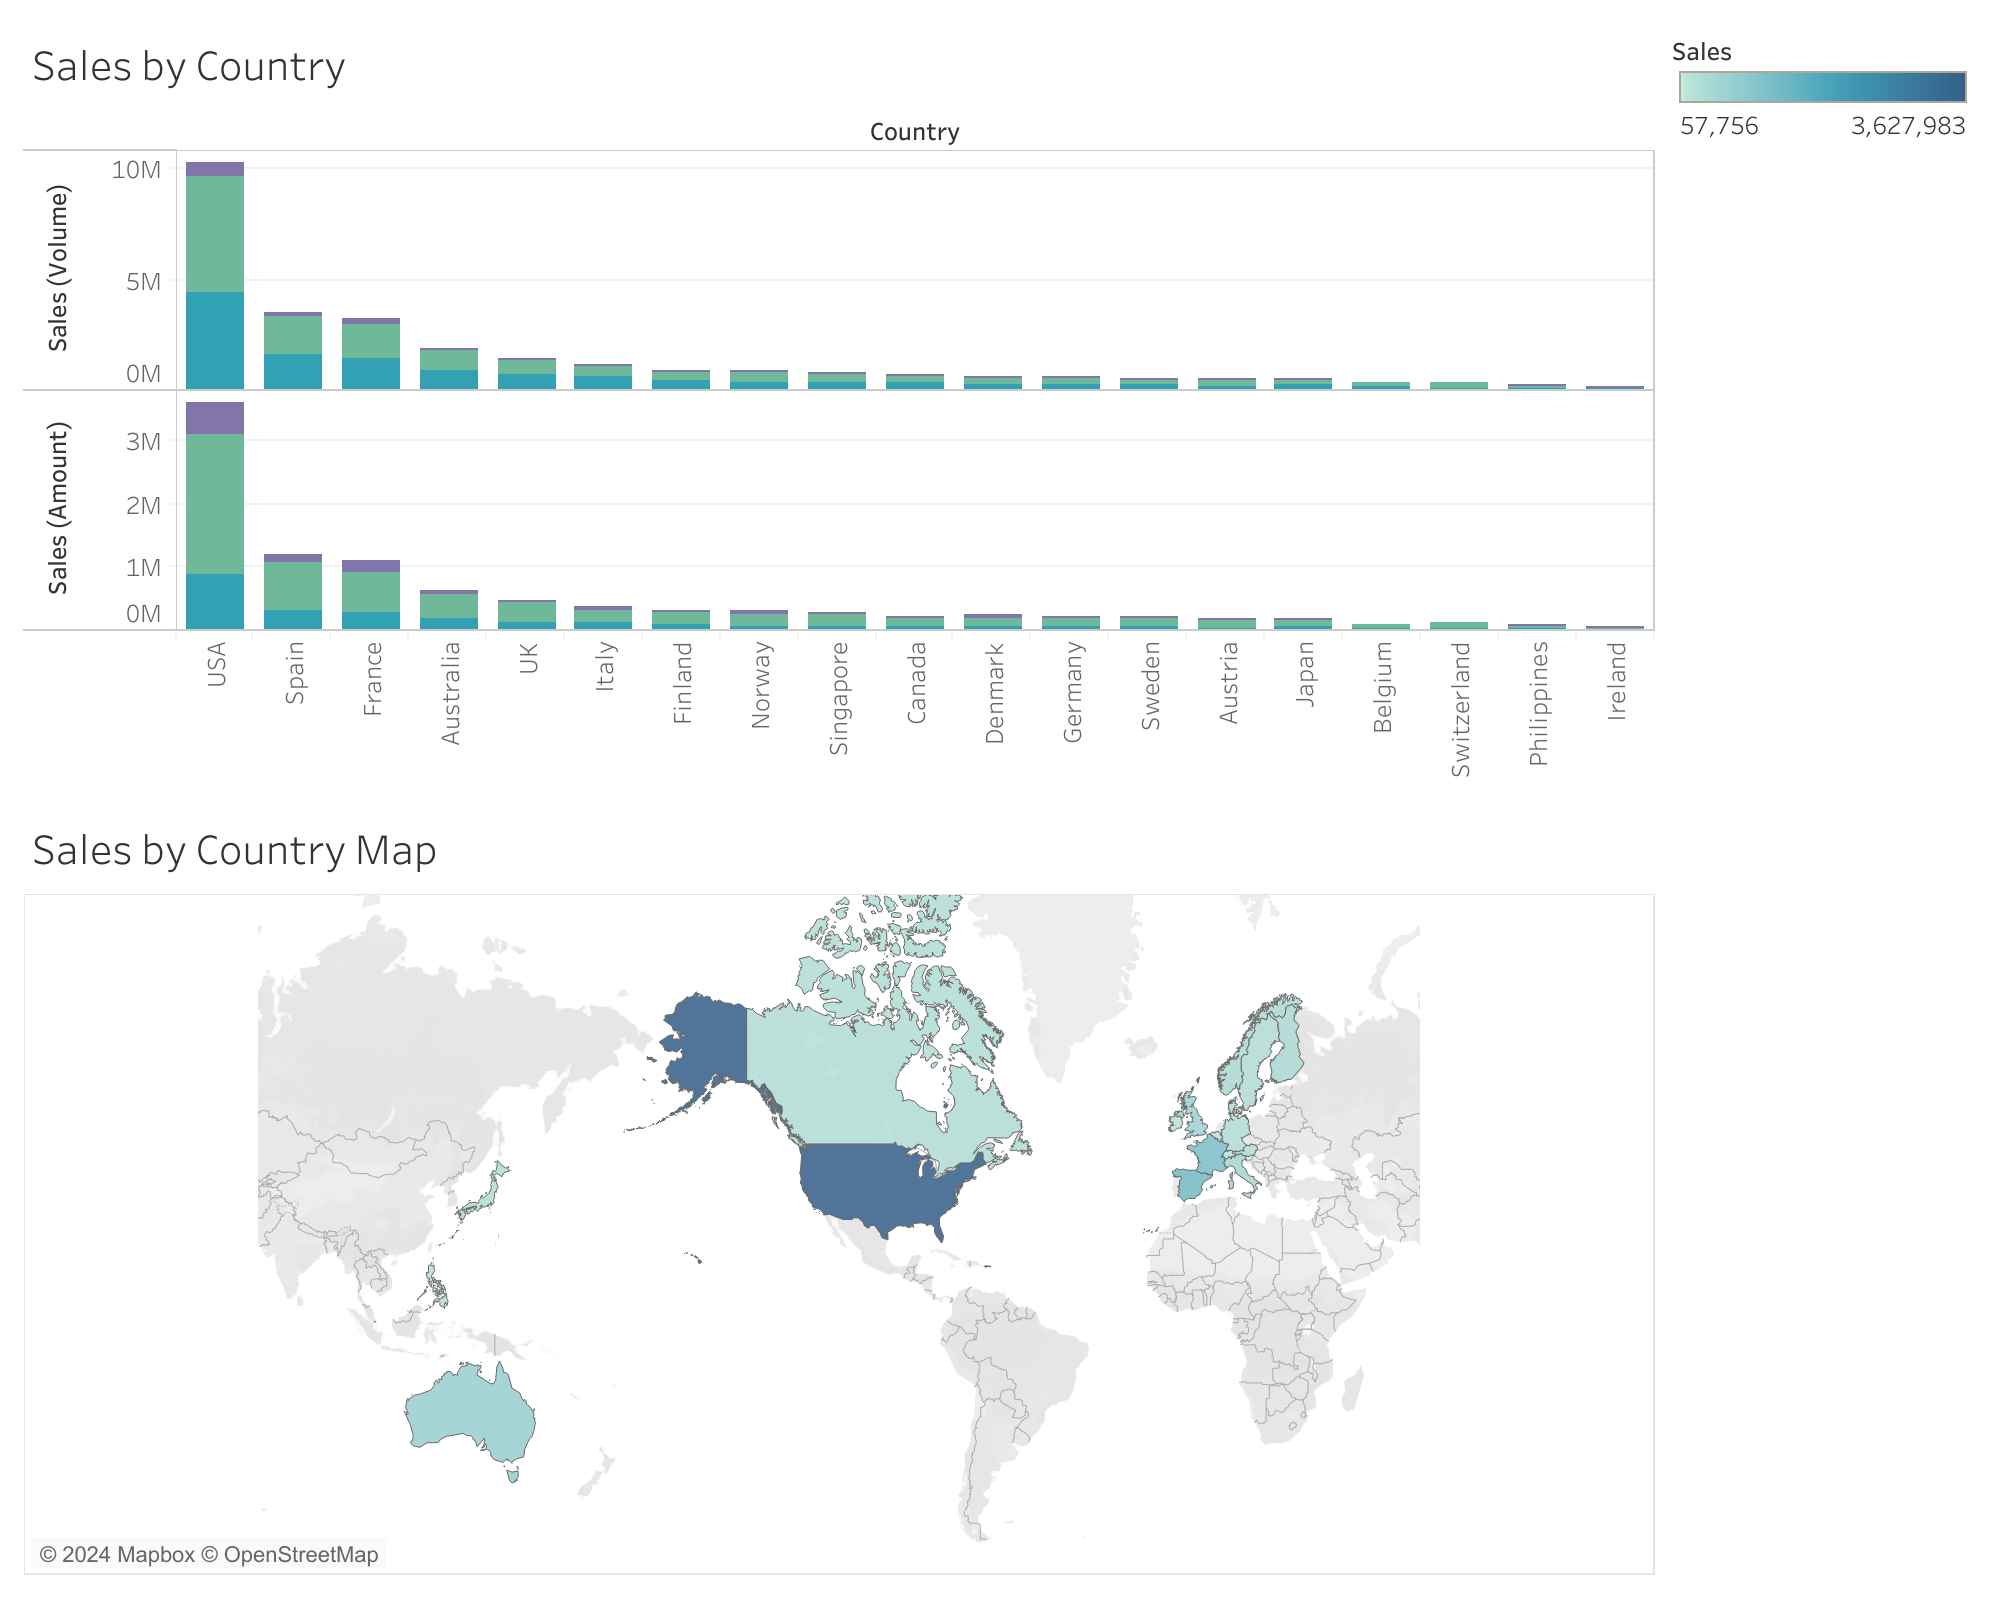 Sales by Country
Sales
57,756 3,627,983
Country
Sales (Volume)
10M
5M
0M
Sales (Amount)
3M
2M
1M
0M
USA
Spain
France
Australia
UK
Italy
Finland
Norway
Singapore
Canada
Denmark
Germany
Sweden
Austria
Japan
Belgium
Switzerland
Philippines
Ireland
Sales by Country Map
© 2024 Mapbox © OpenStreetMap